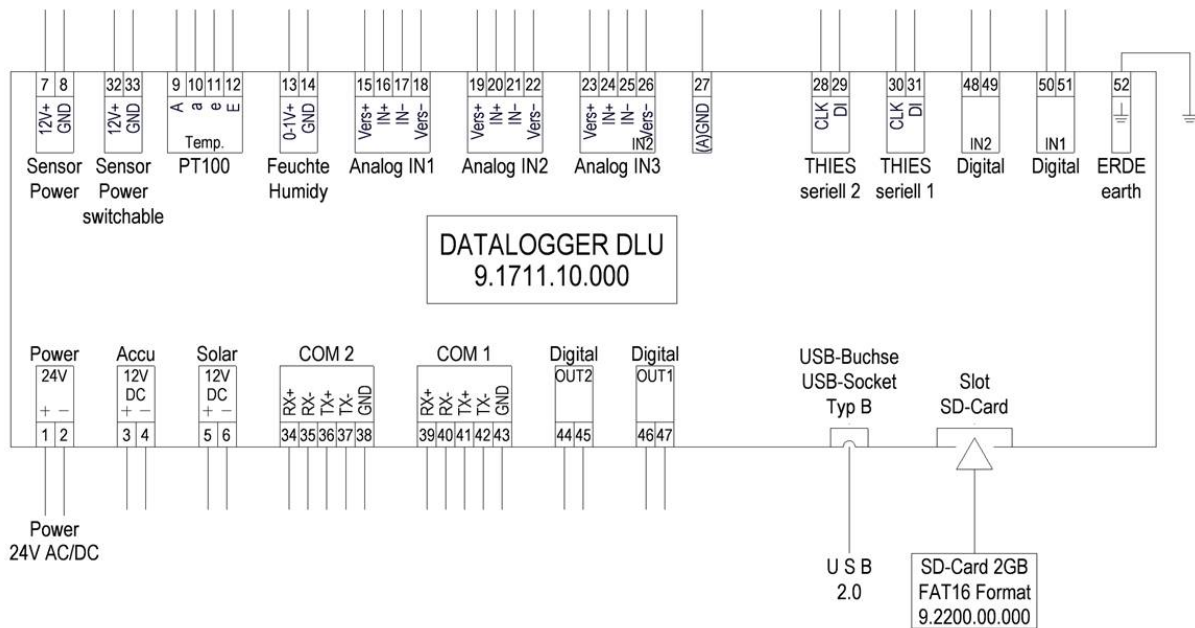 7 8 32 33 9 10 11 12 13 14 15 16 17 18 19 20 21 22 23 24 25 26 27 28 29 30 31 48 49 50 51 52
12V+ GND 12V+ GND A a e E 0-1V+ GND Vers+ IN+ IN- Vers- Vers+ IN+ IN- Vers- Vers+ IN+ IN- Vers- (A)GND CLK DI CLK DI
Temp. IN2 IN2 IN1
Sensor Sensor PT100 Feuchte Analog IN1 Analog IN2 Analog IN3 THIES THIES Digital Digital ERDE
Power Power Humidy seriell 2 seriell 1 earth
switchable
DATALOGGER DLU
9.1711.10.000
Power Accu Solar COM 2 COM 1 Digital Digital
24V 12V 12V OUT2 OUT1
DC DC
+ - + - + - RX+ RX- TX+ TX- GND RX+ RX- TX+ TX- GND
1 2 3 4 5 6 34 35 36 37 38 39 40 41 42 43 44 45 46 47
USB-Buchse
USB-Socket
Typ B
Slot
SD-Card
Power
24V AC/DC
U S B
2.0
SD-Card 2GB
FAT16 Format
9.2200.00.000